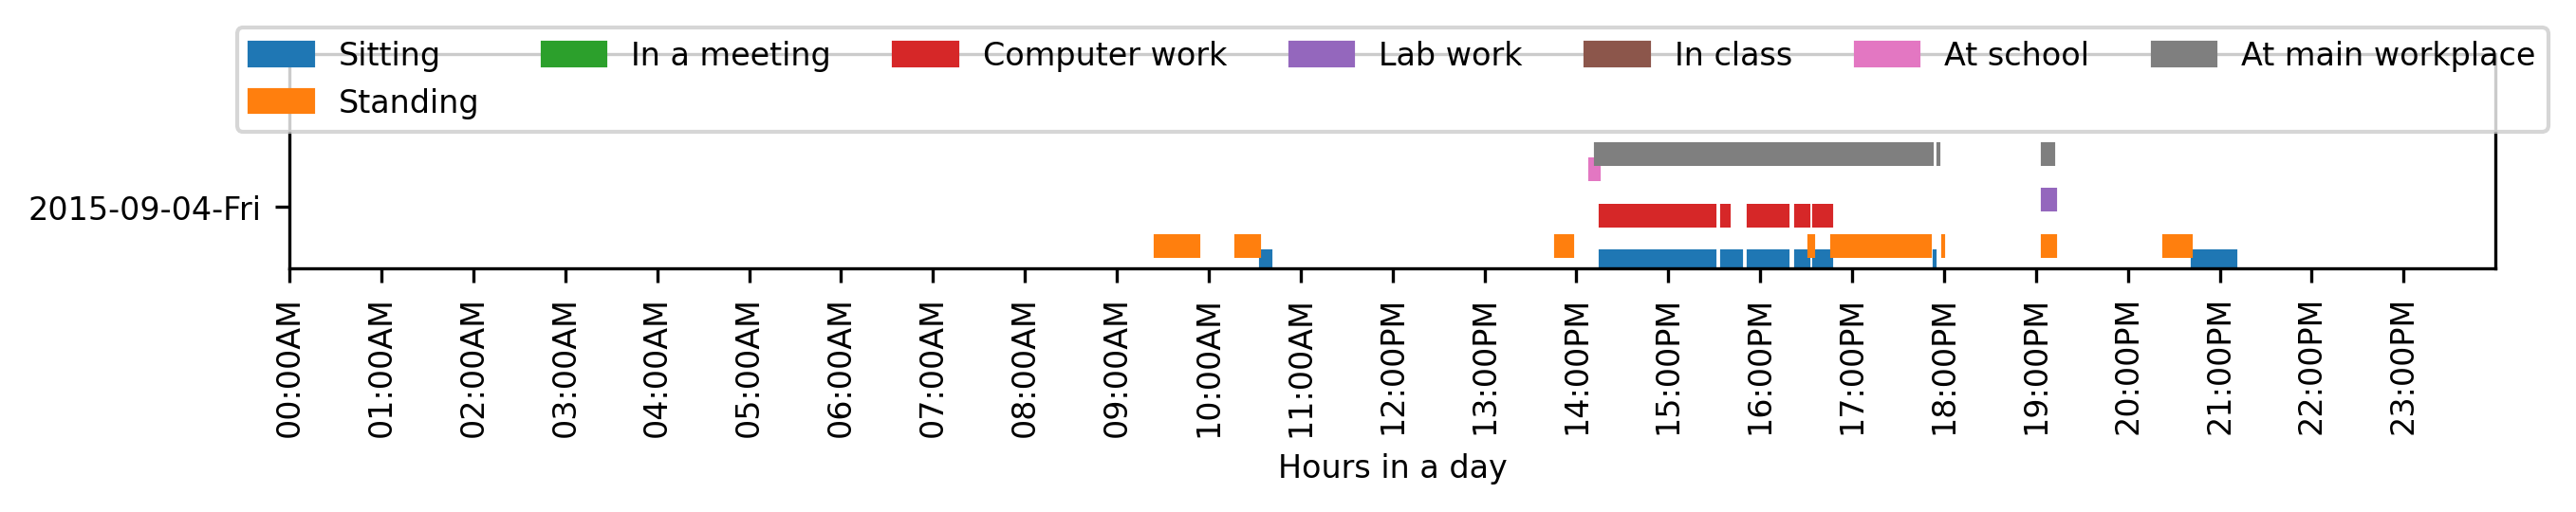 Sitting In a meeting Computer work Lab work In class At school At main workplace
Standing
2015-09-04-Fri
00:00AM 01:00AM 02:00AM 03:00AM 04:00AM 05:00AM 06:00AM 07:00AM 08:00AM 09:00AM 10:00AM 11:00AM 12:00PM 13:00PM 14:00PM 15:00PM 16:00PM 17:00PM 18:00PM 19:00PM 20:00PM 21:00PM 22:00PM 23:00PM
Hours in a day